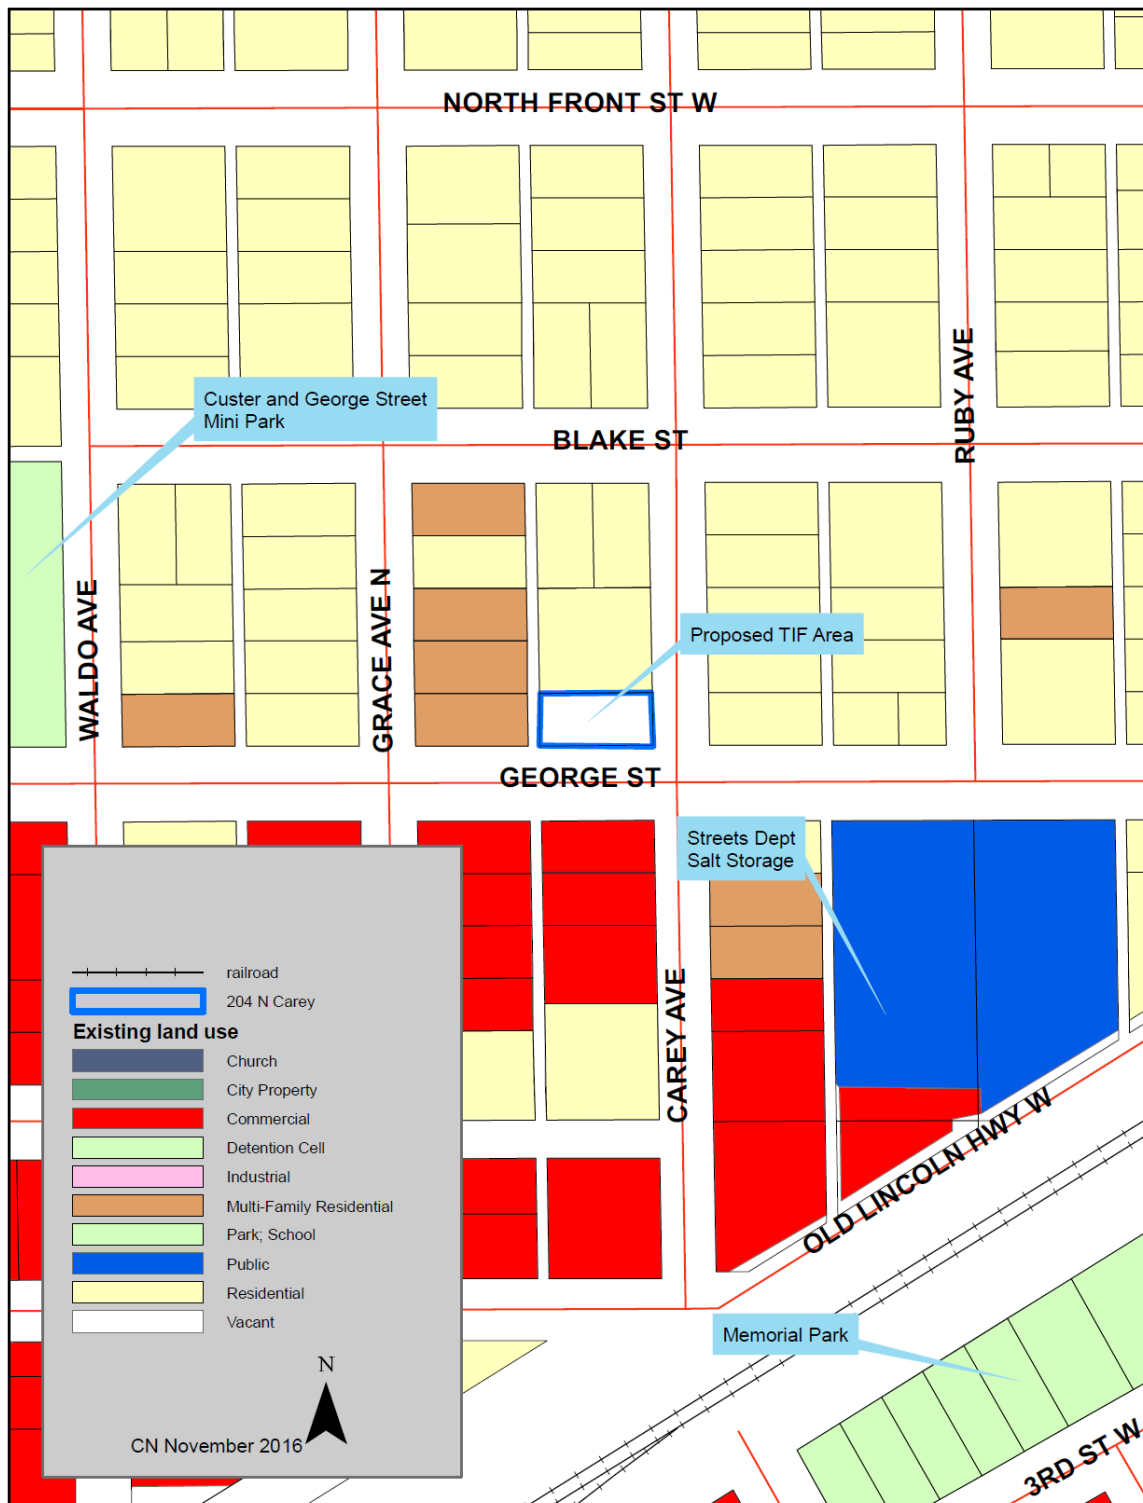 NORTH FRONT ST W
RUBY AVE
Custer and George Street
Mini Park
BLAKE ST
WALDO AVE
GRACE AVE N
Proposed TIF Area
GEORGE ST
Streets Dept
Salt Storage
CAREY AVE
OLD LINCOLN HWY W
railroad
204 N Carey
Existing land use
Church
City Property
Commercial
Detention Cell
Industrial
Multi-Family Residential
Park; School
Public
Residential
Vacant
Memorial Park
N
CN November 2016
3RD ST W